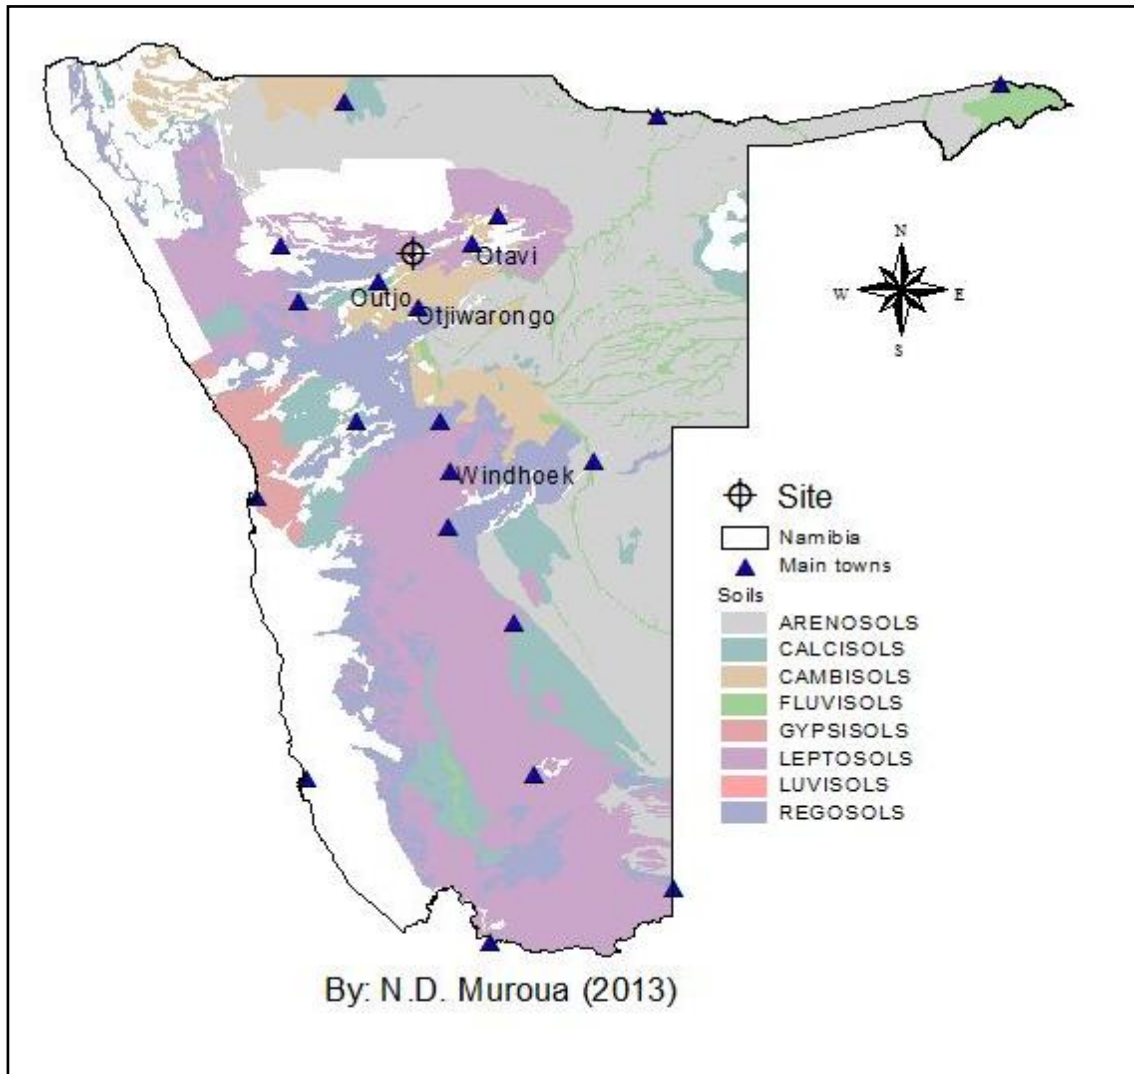 N
W E
S
Otavi
Outjo
Otjiwarongo
Windhoek
Site
Namibia
Main towns
Soils
ARENOSOLS
CALCISOLS
CAMBISOLS
FLUVISOLS
GYPSISOLS
LEPTOSOLS
LUVISOLS
REGOSOLS
By: N.D. Muroua (2013)